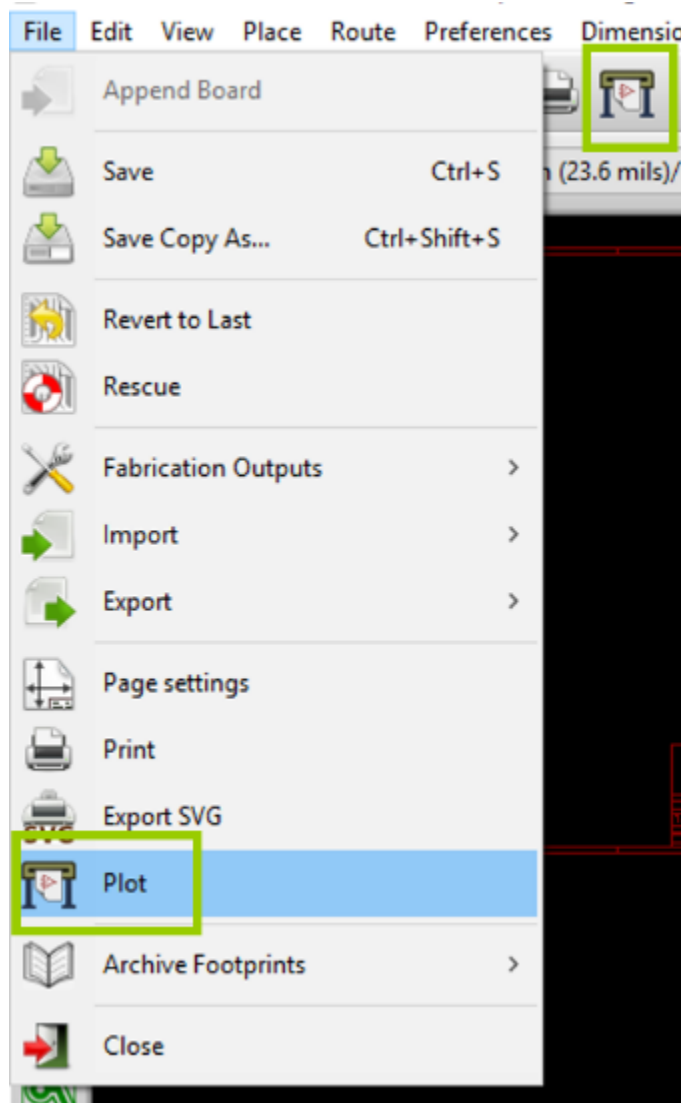 File Edit View Place Route Preferences Dimensio
Append Board
Save Ctrl+S
(23.6 mils)/
Save Copy As... Ctrl+Shift+S
Revert to Last
Rescue
Fabrication Outputs
Import
Export
Page settings
Print
Export SVG
SVG
Plot
Archive Footprints
Close